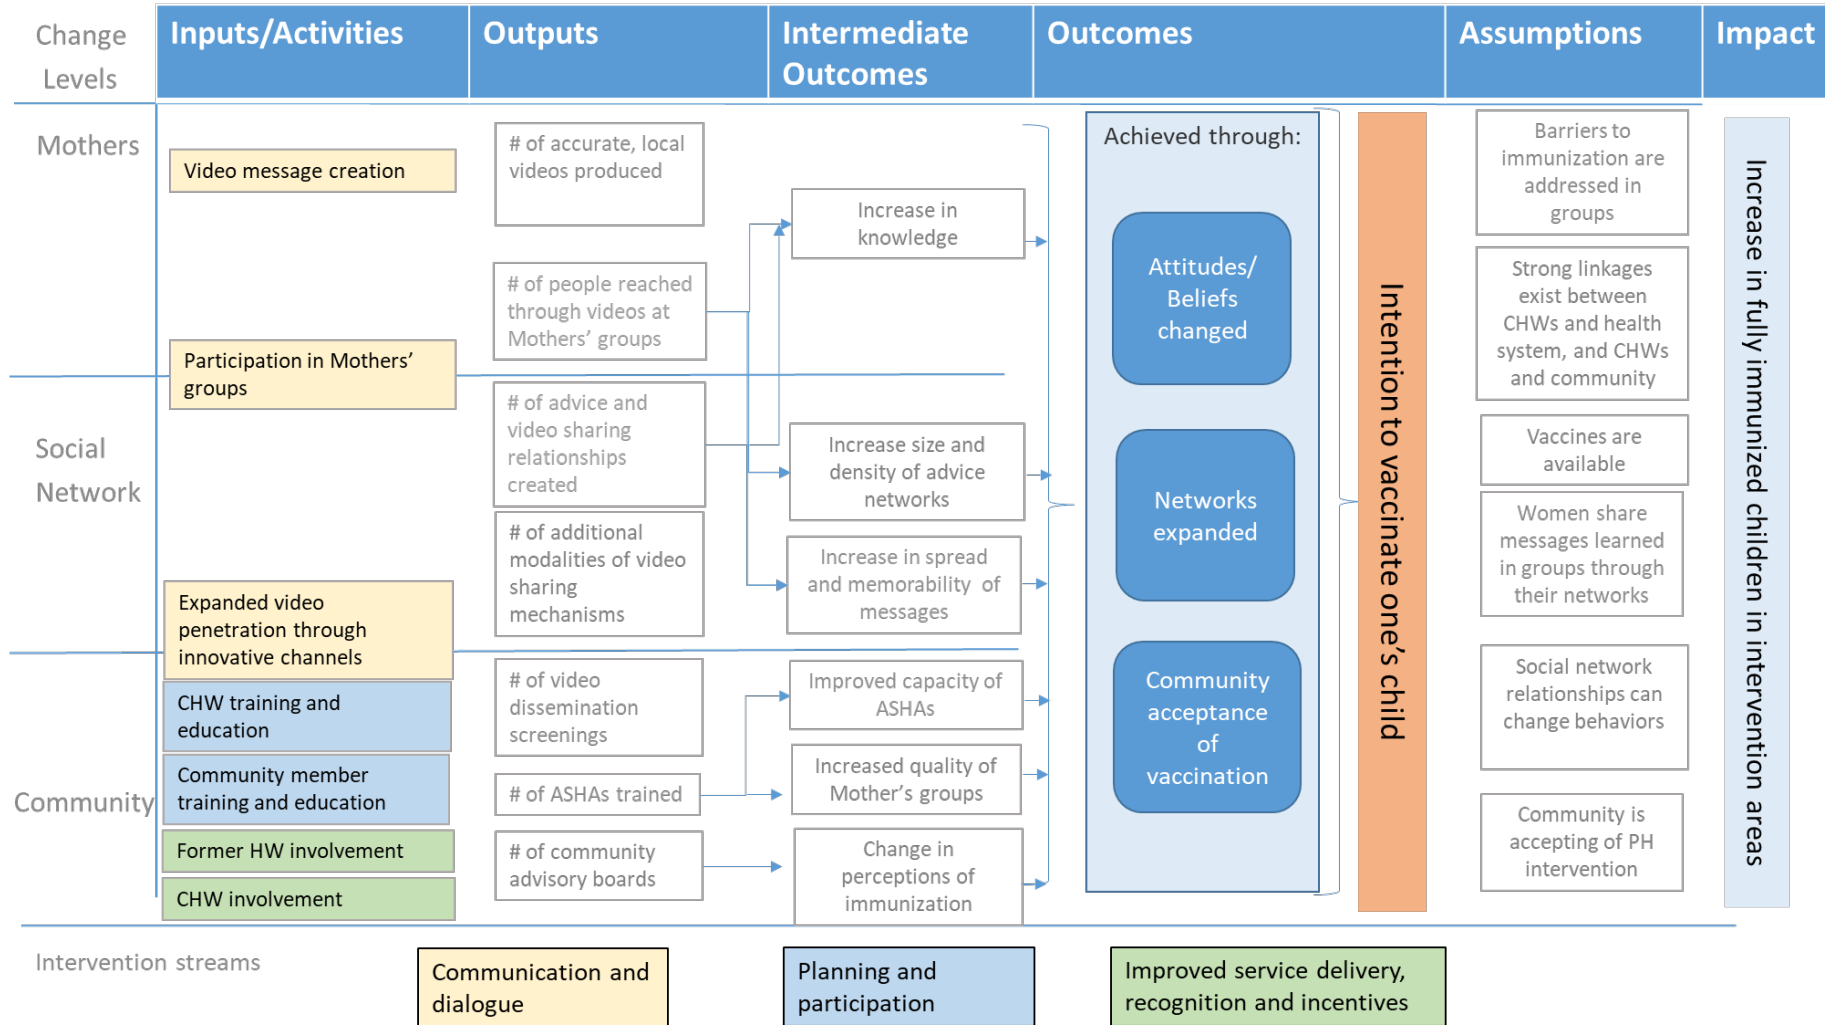 Change
Levels
Inputs/Activities
Outputs
Intermediate
Outcomes
Outcomes
Assumptions
Impact
Mothers
Social
Network
Community
Video message creation
Participation in Mothers'
groups
Expanded video
penetration through
innovative channels
CHW training and
education
Community member
training and education
Former HW involvement
CHW involvement
# of accurate, local
videos produced
# of people reached
through videos at
Mothers' groups
# of advice and
video sharing
relationships
created
# of additional
modalities of video
sharing
mechanisms
# of video
dissemination
screenings
# of ASHAs trained
# of community
advisory boards
Increase in
knowledge
Increase size and
density of advice
networks
Increase in spread
and memorability of
messages
Improved capacity of
ASHAs
Increased quality of
Mother's groups
Change in
perceptions of
immunization
Achieved through:
Attitudes/
Beliefs
changed
Networks
expanded
Community
acceptance
of
vaccination
Intention to vaccinate one's child
Barriers to
immunization are
addressed in
groups
Strong linkages
exist between
CHWs and health
system, and CHWs
and community
Vaccines are
available
Women share
messages learned
in groups through
their networks
Social network
relationships can
change behaviors
Community is
accepting of PH
intervention
Increase in fully immunized children in intervention areas
Intervention streams
Communication and
dialogue
Planning and
participation
Improved service delivery,
recognition and incentives